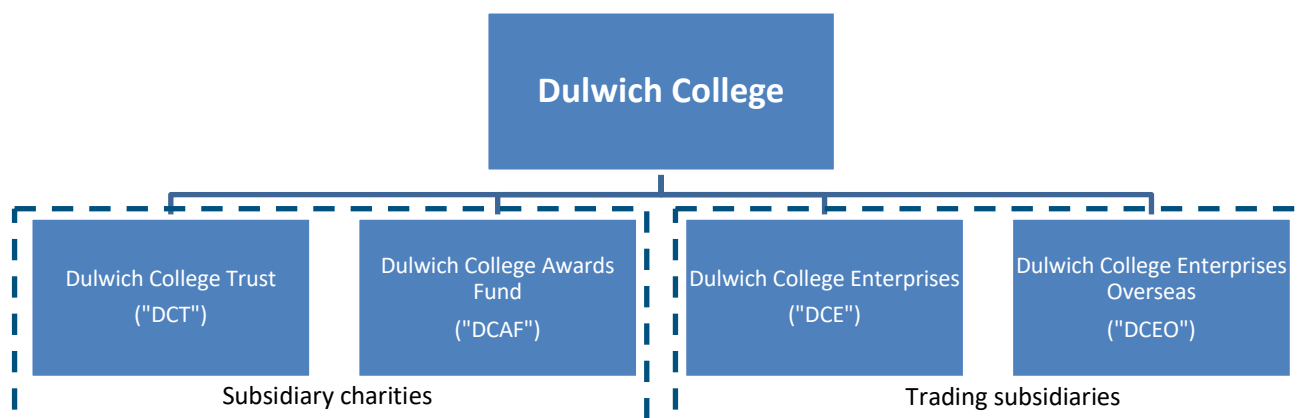 Dulwich College
Dulwich College Trust
("DCT")
Dulwich College Awards
Fund
("DCAF")
Dulwich College Enterprises
("DCE")
Dulwich College Enterprises
Overseas
("DCEO")
Subsidiary charities
Trading subsidiaries